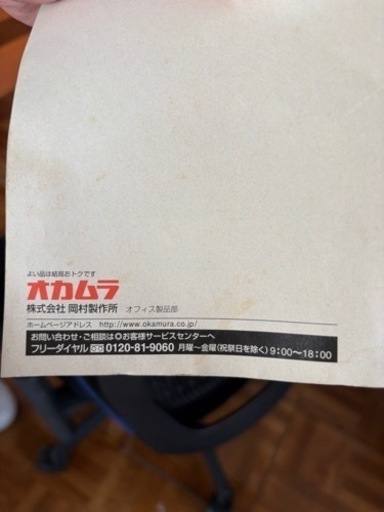 よい品は結局おトクです
オカムラ
株式会社 岡村製作所 オフィス製品部
ホームページアドレス http://www.okamura.co.jp/
お問い合わせ・ご相談はお客様サービスセンターへ
フリーダイヤル 0120-81-9060 月曜〜金曜(祝祭日を除く)9:00〜18:00